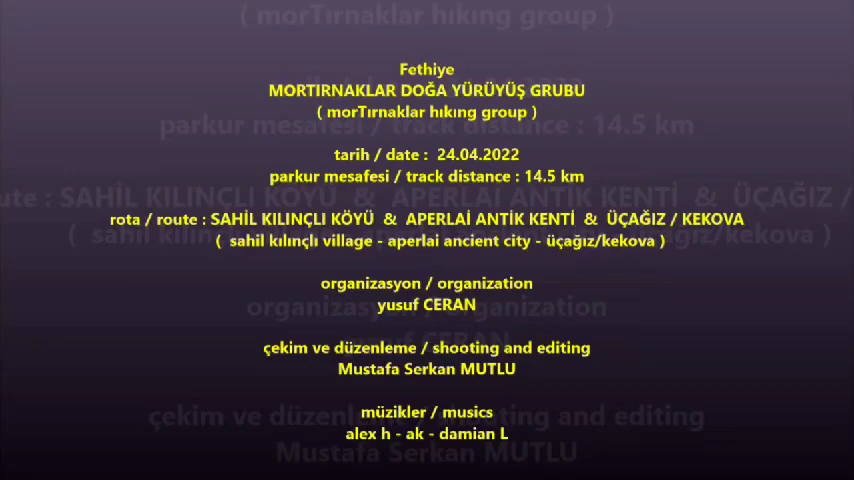 Fethiye
MORTIRNAKLAR DOĞA YÜRÜYÜŞ GRUBU
( morTırnaklar hıkıng group )
tarih / date :  24.04.2022
parkur mesafesi / track distance : 14.5 km
rota / route : SAHİL KILINÇLI KÖYÜ  &  APERLAİ ANTİK KENTİ  &  ÜÇAĞIZ / KEKOVA
(  sahil kılınçlı village - aperlai ancient city - üçağız/kekova )
organizasyon / organization
yusuf CERAN
çekim ve düzenleme / shooting and editing
Mustafa Serkan MUTLU
müzikler / musics
alex h - ak - damian L